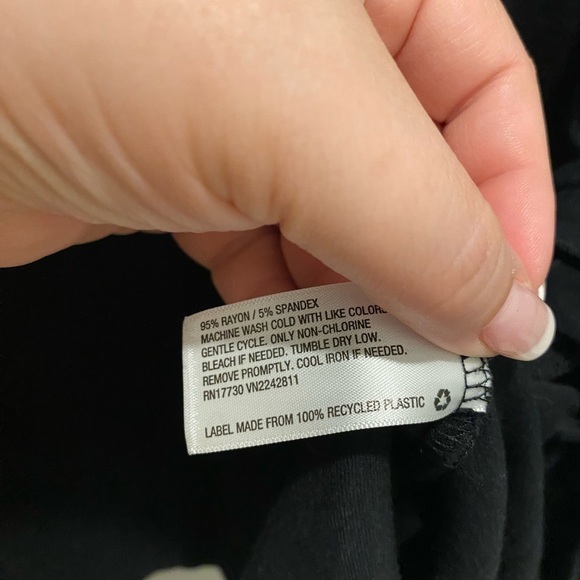 95% RAYON / 5% SPANDEX
MACHINE WASH COLD WITH LIKE
GENTLE CYCLE. ONLY NON-CHLORINE
BLEACH IF NEEDED. TUMBLE DRY LOW.
REMOVE PROMPTLY. COOL IRON IF NEEDED.
RN17730 VN2242811
LABEL MADE FROM 100% RECYCLED PLASTIC